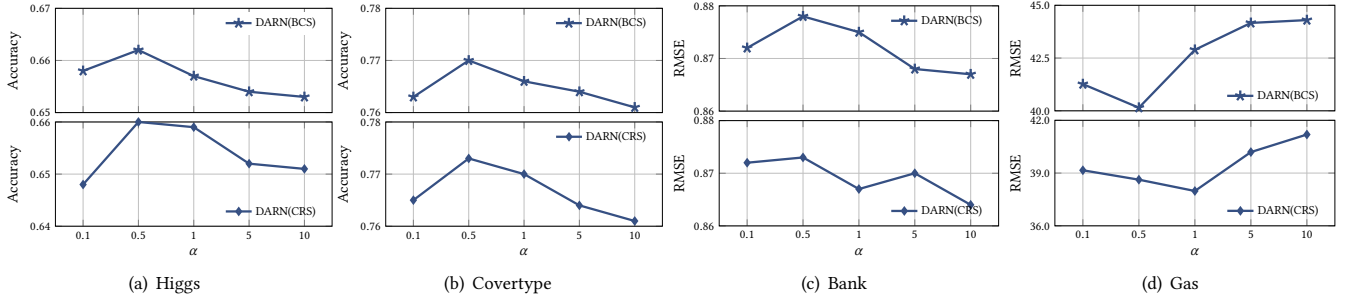 0.67
0.66
0.65
Accuracy
DARN(BCS)
0.66
0.65
0.64
Accuracy
DARN(CRS)
0.1 0.5 1 5 10
α
(a) Higgs
0.78
0.77
0.76
Accuracy
DARN(BCS)
0.78
0.77
0.76
Accuracy
DARN(CRS)
0.1 0.5 1 5 10
α
(b) Covertype
0.88
0.87
0.86
RMSE
DARN(BCS)
0.88
0.87
0.86
RMSE
DARN(CRS)
0.1 0.5 1 5 10
α
(c) Bank
45.0
42.5
40.0
RMSE
DARN(BCS)
42.0
39.0
36.0
RMSE
DARN(CRS)
0.1 0.5 1 5 10
α
(d) Gas